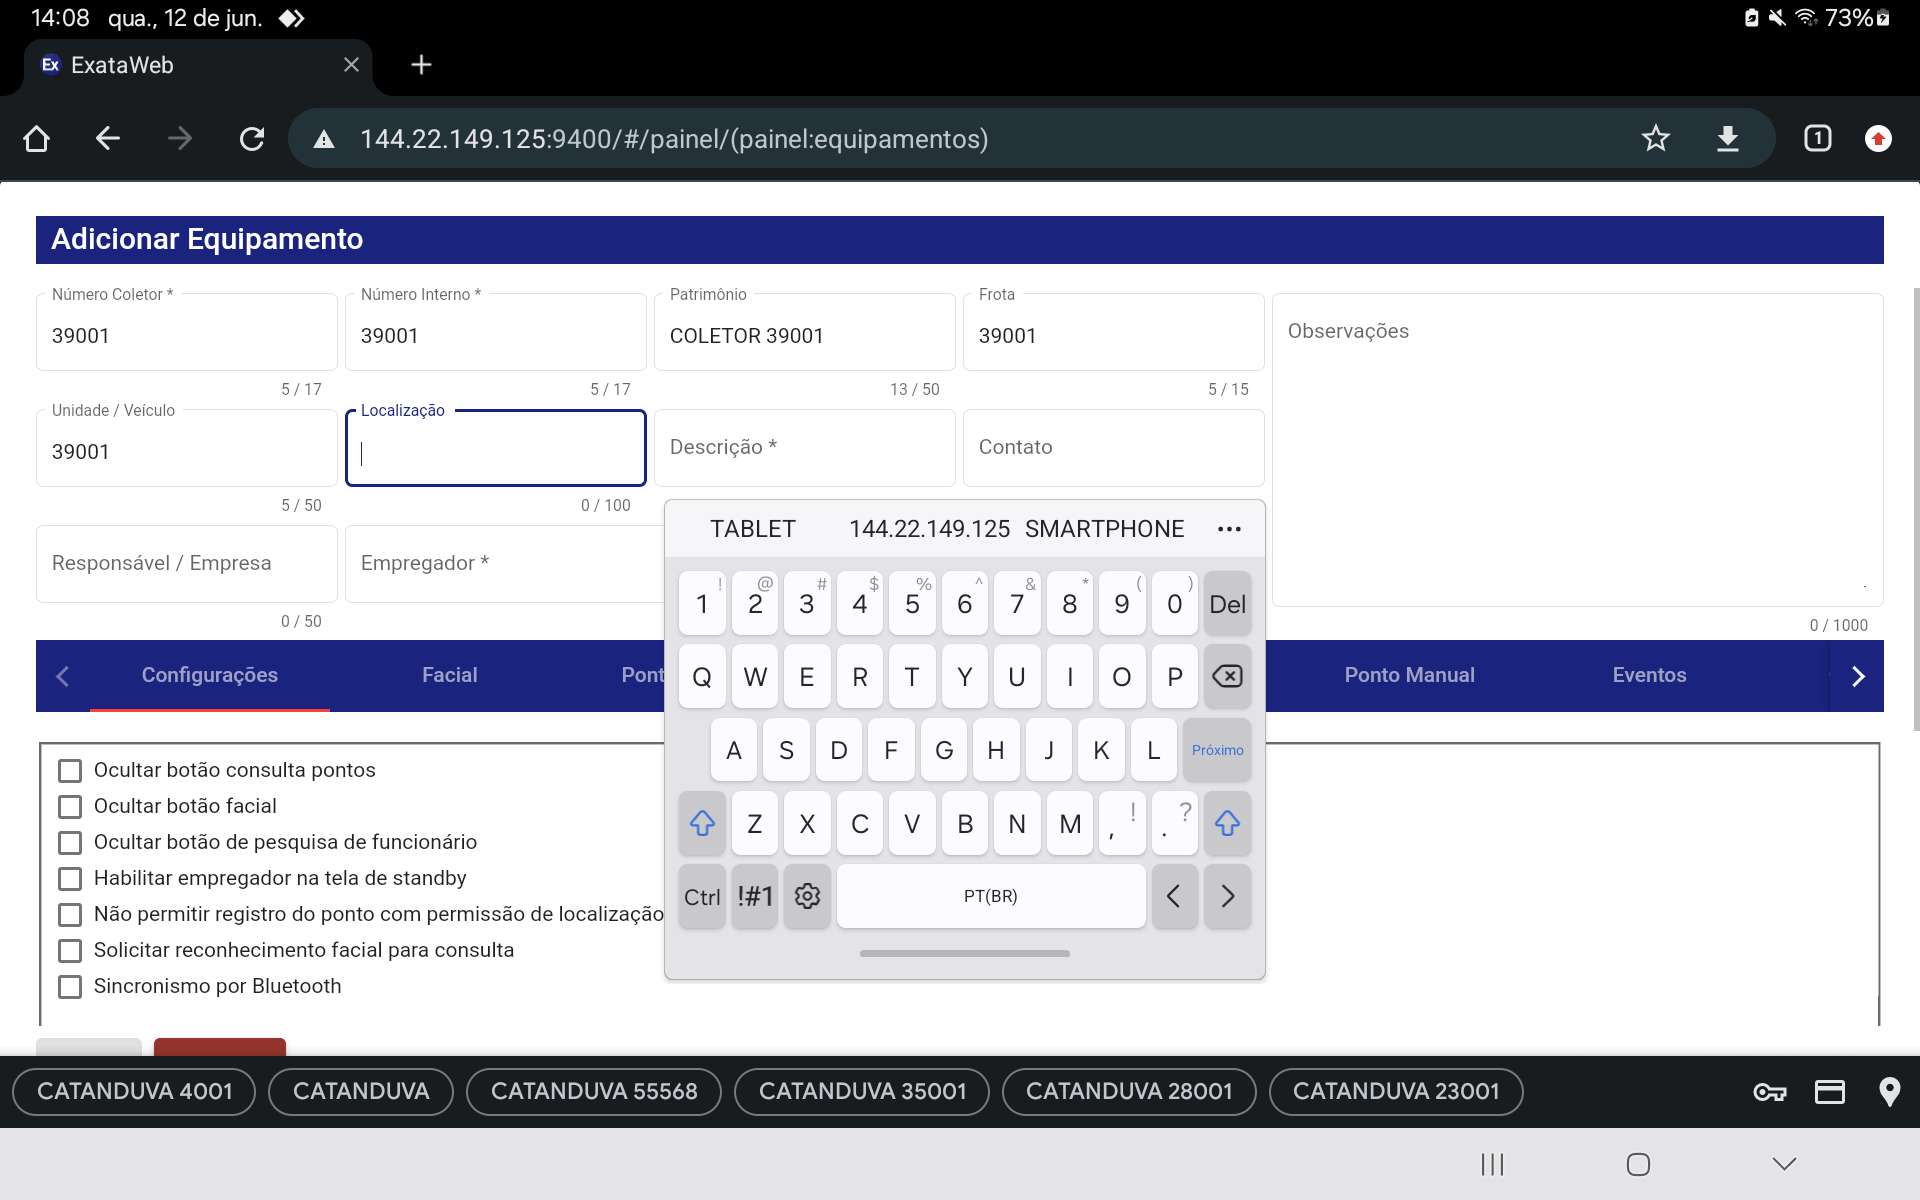 14:08 qua., 12 de jun. 73%
Ex ExataWeb
144.22.149.125:9400/#/painel/(painel:equipamentos) 1
Adicionar Equipamento
Número Coletor * Número Interno * Patrimônio Frota
39001 39001 COLETOR 39001 39001 Observações
5 / 17 5 / 17 13 / 50 5 / 15
Unidade / Veículo Localização
39001 Descrição * Contato
5 / 50 0 / 100
TABLET 144.22.149.125 SMARTPHONE •••
Responsável / Empresa Empregador *
0 / 50 0 / 1000
! @ # $ % ^ & * ( )
1 2 3 4 5 6 7 8 9 0 Del
Configurações Facial Pont Ponto Manual Eventos
Q W E R T Y U I O P
A S D F G H J K L Próximo
Ocultar botão consulta pontos
Ocultar botão facial
! ?
Z X C V B N M , .
Ocultar botão de pesquisa de funcionário
Habilitar empregador na tela de standby
Ctrl !#1 PT(BR) < >
Não permitir registro do ponto com permissão de localização
Solicitar reconhecimento facial para consulta
Sincronismo por Bluetooth
CATANDUVA 4001 CATANDUVA CATANDUVA 55568 CATANDUVA 35001 CATANDUVA 28001 CATANDUVA 23001